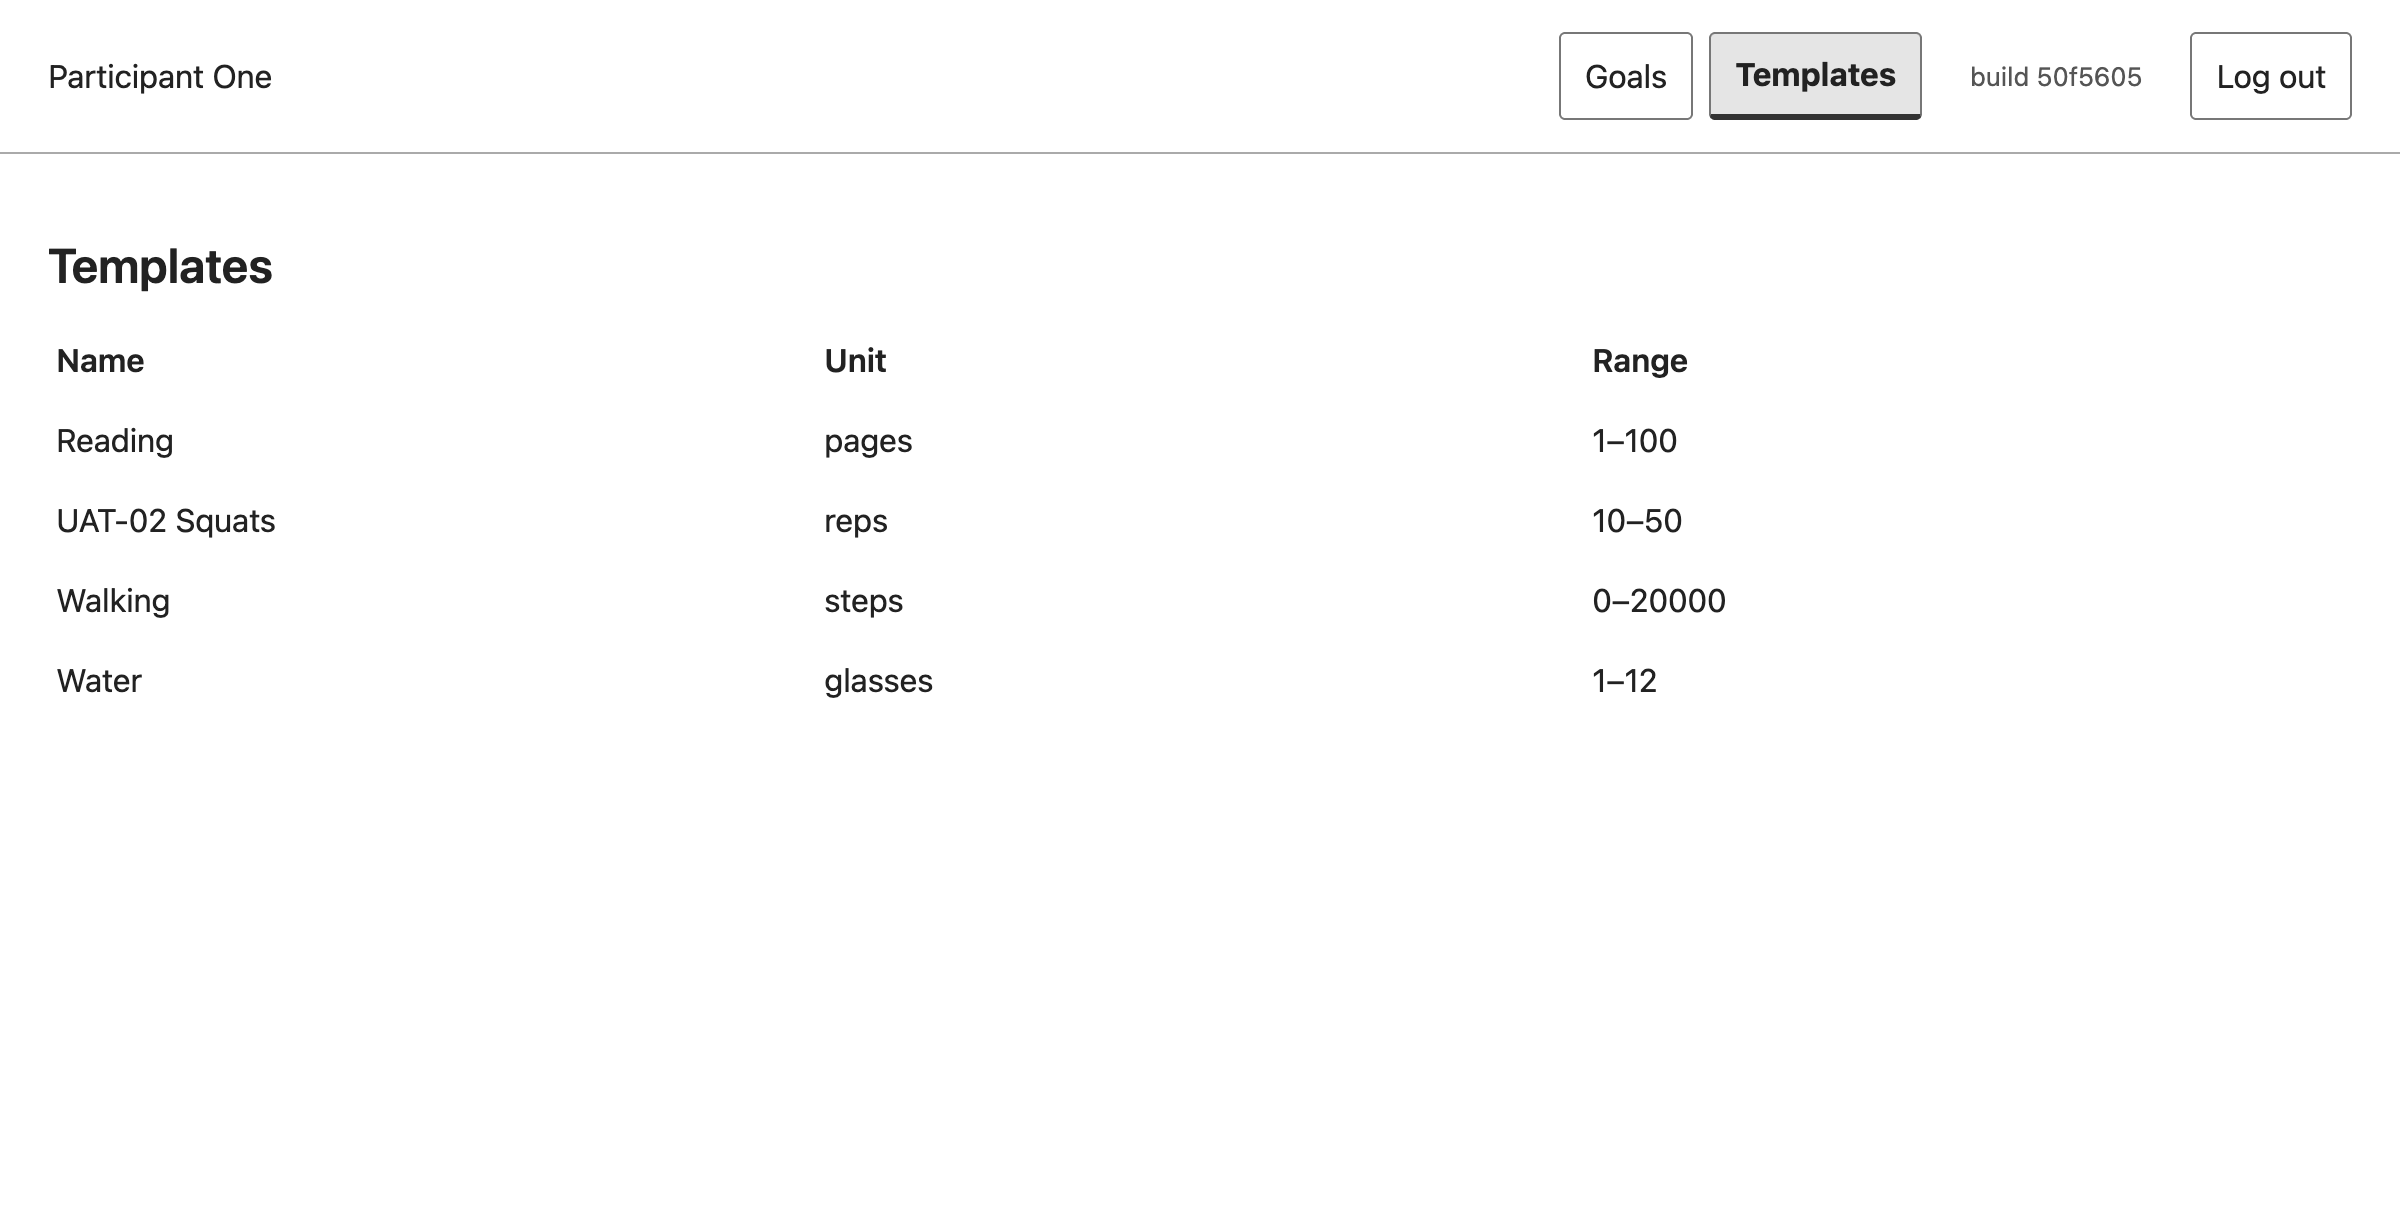 Participant One
Goals
Templates
build 50f5605
Log out
Templates
Name Unit Range
Reading pages 1–100
UAT-02 Squats reps 10–50
Walking steps 0–20000
Water glasses 1–12